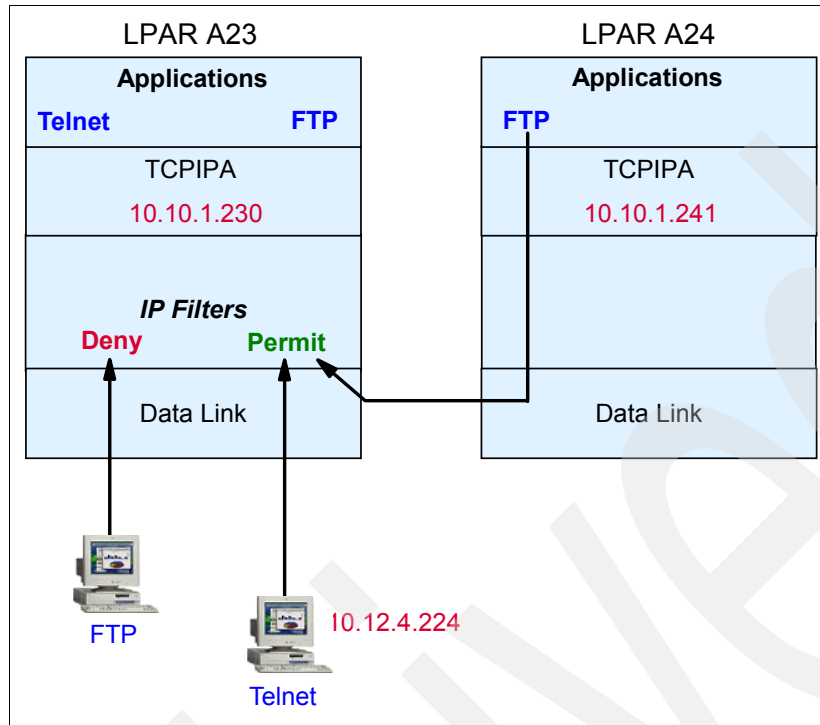 LPAR A23
LPAR A24
Applications
Applications
Telnet
FTP
FTP
TCPIPA
TCPIPA
10.10.1.230
10.10.1.241
IP Filters
Deny
Permit
Data Link
Data Link
FTP
10.12.4.224
Telnet